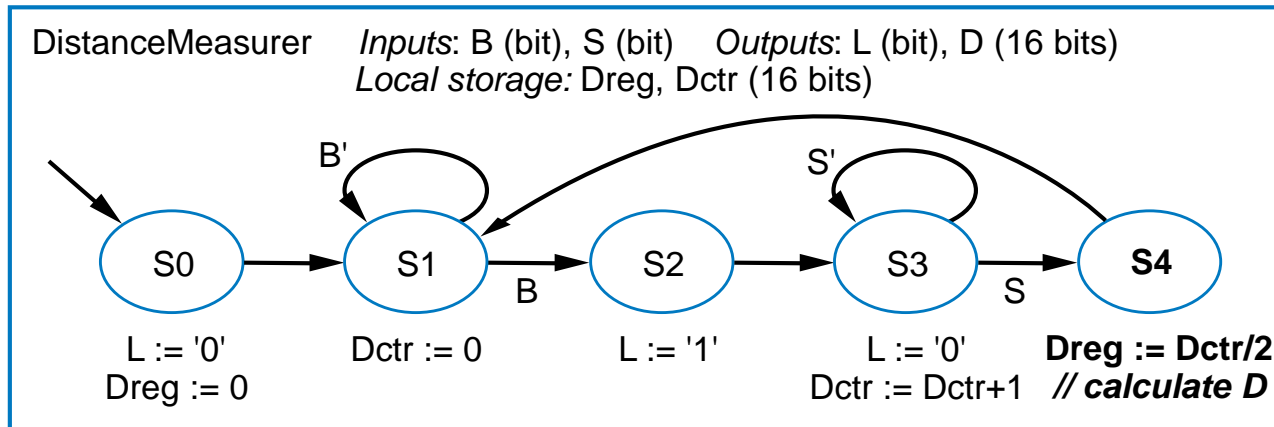 DistanceMeasurer Inputs: B (bit), S (bit) Outputs: L (bit), D (16 bits)
Local storage: Dreg, Dctr (16 bits)
B'
S'
S0
S1
S2
S3
S4
B
S
L := '0'
Dreg := 0
Dctr := 0
L := '1'
L := '0'
Dctr := Dctr+1
Dreg := Dctr/2
// calculate D